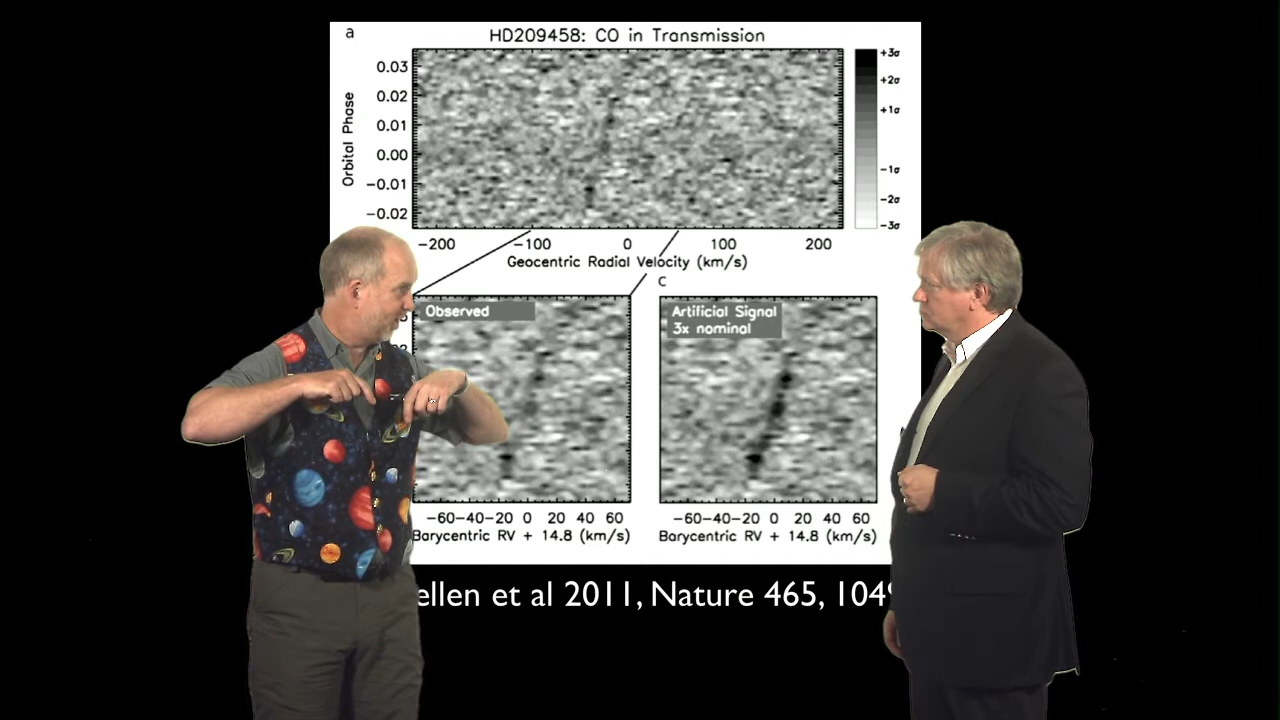 a
HD209458: CO in Transmission
+3σ
+2σ
+1σ
−1σ
−2σ
−3σ
0.03
0.02
0.01
0.00
−0.01
−0.02
Orbital Phase
−200 −100 0 100 200
Geocentric Radial Velocity (km/s)
c
Observed
Artificial Signal
3x nominal
−60−40−20 0 20 40 60
Barycentric RV + 14.8 (km/s)
−60−40−20 0 20 40 60
Barycentric RV + 14.8 (km/s)
ellen et al 2011, Nature 465, 104